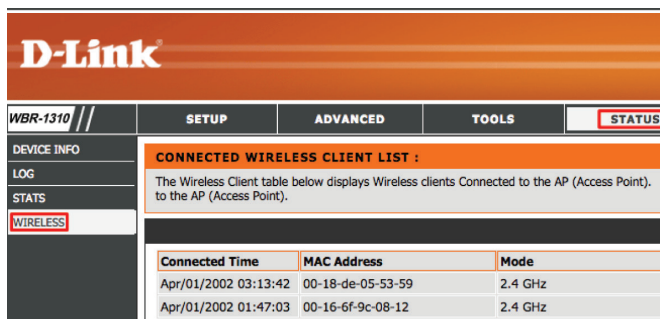 D-Link
WBR-1310 // SETUP ADVANCED TOOLS STATUS
DEVICE INFO
LOG
STATS
WIRELESS
CONNECTED WIRELESS CLIENT LIST :
The Wireless Client table below displays Wireless clients Connected to the AP (Access Point).
to the AP (Access Point).
Connected Time MAC Address Mode
Apr/01/2002 03:13:42 00-18-de-05-53-59 2.4 GHz
Apr/01/2002 01:47:03 00-16-6f-9c-08-12 2.4 GHz